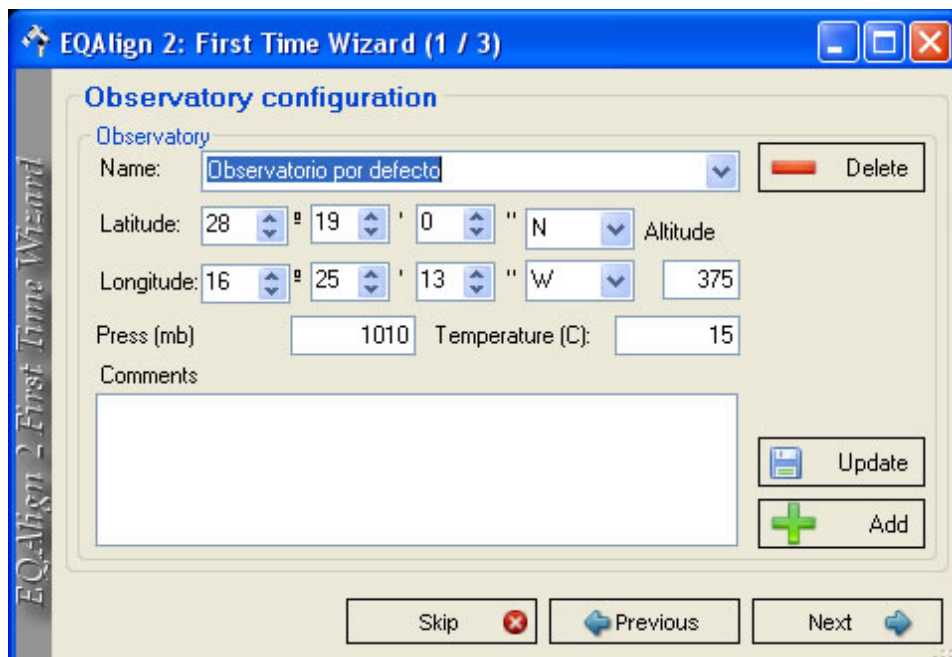 EQAlign 2: First Time Wizard (1 / 3)
EQAlign 2 First Time Wizard
Observatory configuration
Observatory
Name: Observatorio por defecto Delete
Latitude: 28 º 19 ' 0 " N Altitude
Longitude: 16 º 25 ' 13 " W 375
Press (mb) 1010 Temperature (C): 15
Comments
Update
Add
Skip Previous Next